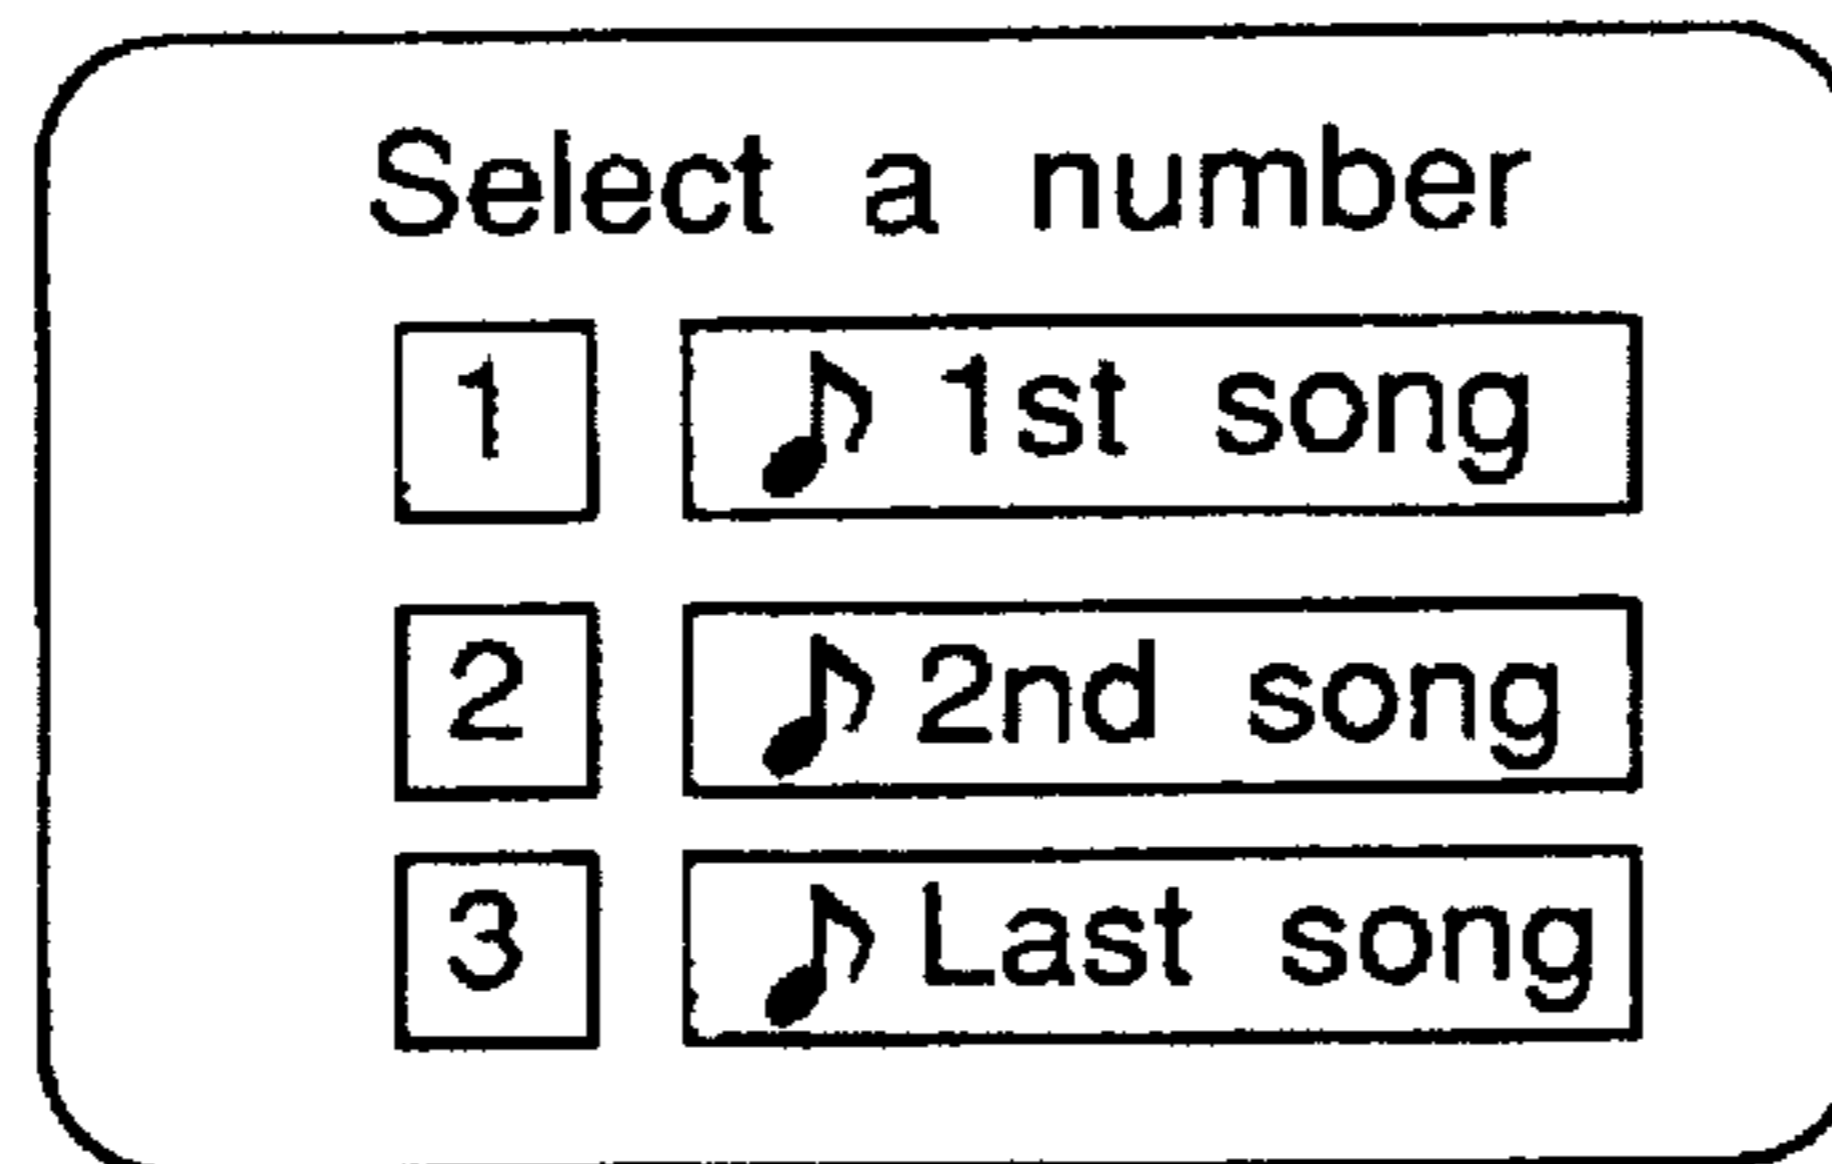 Select a number
1 ♪ 1st song
2 ♪ 2nd song
3 ♪ Last song